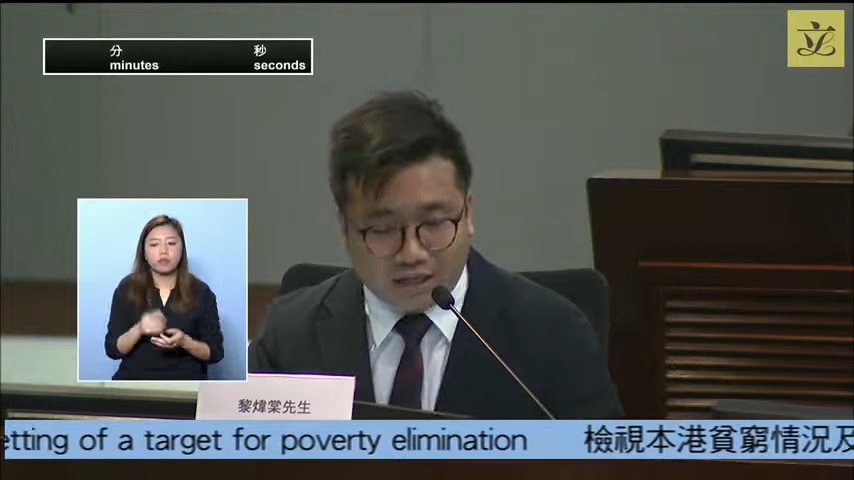 分 秒
minutes seconds
立
黎煒棠先生
etting of a target for poverty elimination 檢視本港貧窮情況及